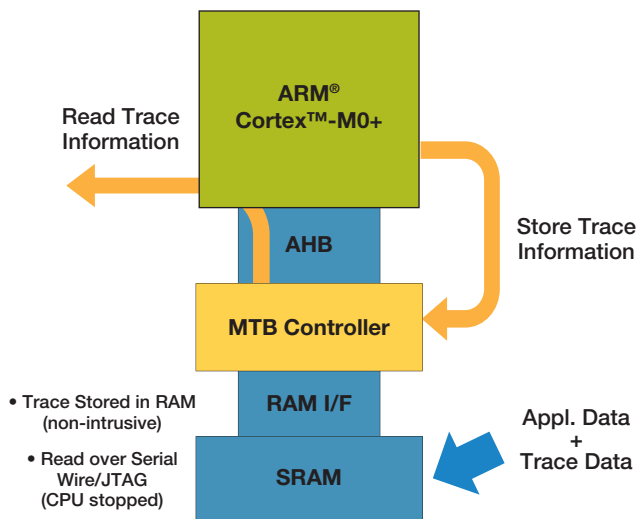 ARM®
Cortex™-M0+
Read Trace
Information
AHB
Store Trace
Information
MTB Controller
• Trace Stored in RAM
(non-intrusive)
RAM I/F
Appl. Data
+
Trace Data
• Read over Serial
Wire/JTAG
(CPU stopped)
SRAM